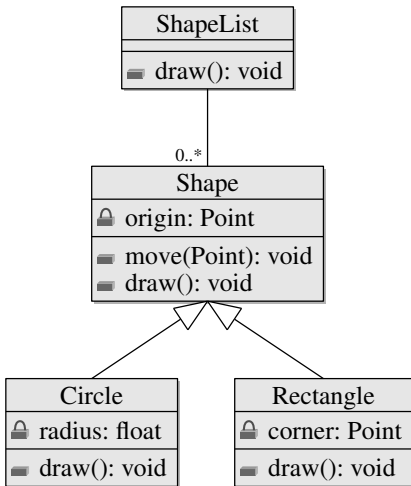 ShapeList
draw(): void
0..*
Shape
origin: Point
move(Point): void
draw(): void
Circle
radius: float
draw(): void
Rectangle
corner: Point
draw(): void